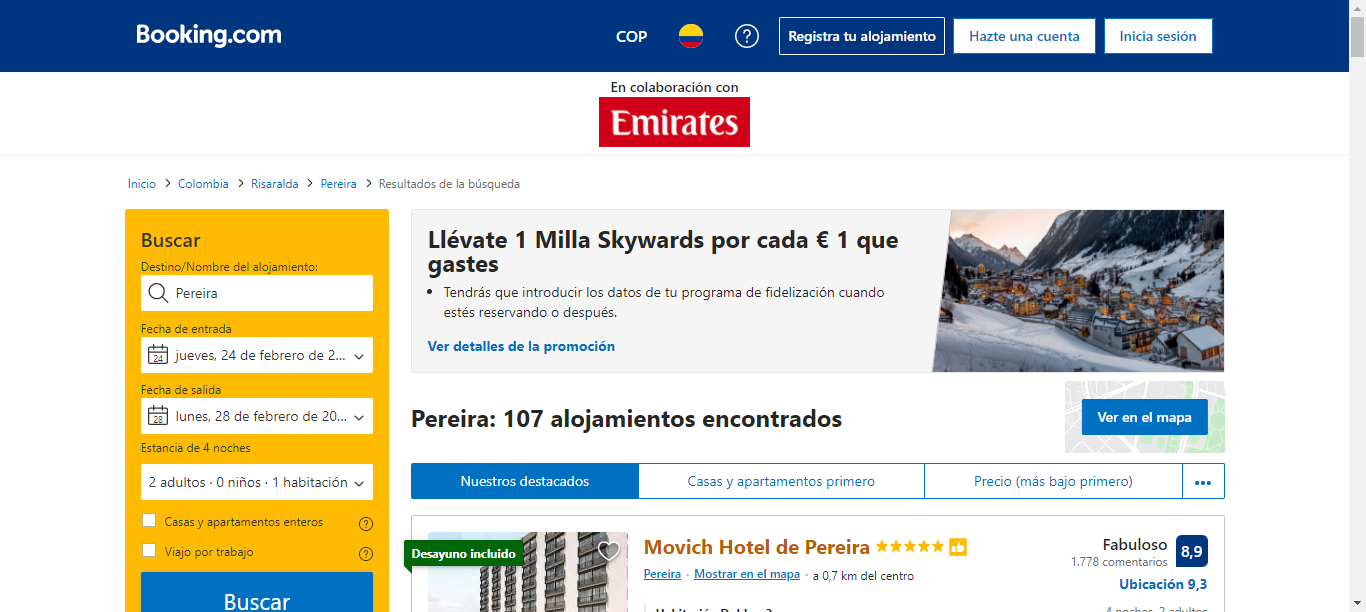 Booking.com
COP
Registra tu alojamiento
Hazte una cuenta
Inicia sesión
En colaboración con
Emirates
Inicio > Colombia > Risaralda > Pereira > Resultados de la búsqueda
Buscar
Destino/Nombre del alojamiento:
Pereira
Fecha de entrada
24 jueves, 24 de febrero de 2...
Fecha de salida
28 lunes, 28 de febrero de 20...
Estancia de 4 noches
2 adultos · 0 niños · 1 habitación
Casas y apartamentos enteros
Viajo por trabajo
Buscar
Llévate 1 Milla Skywards por cada € 1 que
gastes
• Tendrás que introducir los datos de tu programa de fidelización cuando
estés reservando o después.
Ver detalles de la promoción
Pereira: 107 alojamientos encontrados
Ver en el mapa
Nuestros destacados
Casas y apartamentos primero
Precio (más bajo primero)
•••
Desayuno incluido
Movich Hotel de Pereira
Pereira · Mostrar en el mapa · a 0,7 km del centro
Fabuloso
1.778 comentarios
8,9
Ubicación 9,3
4 noches, 2 adultos